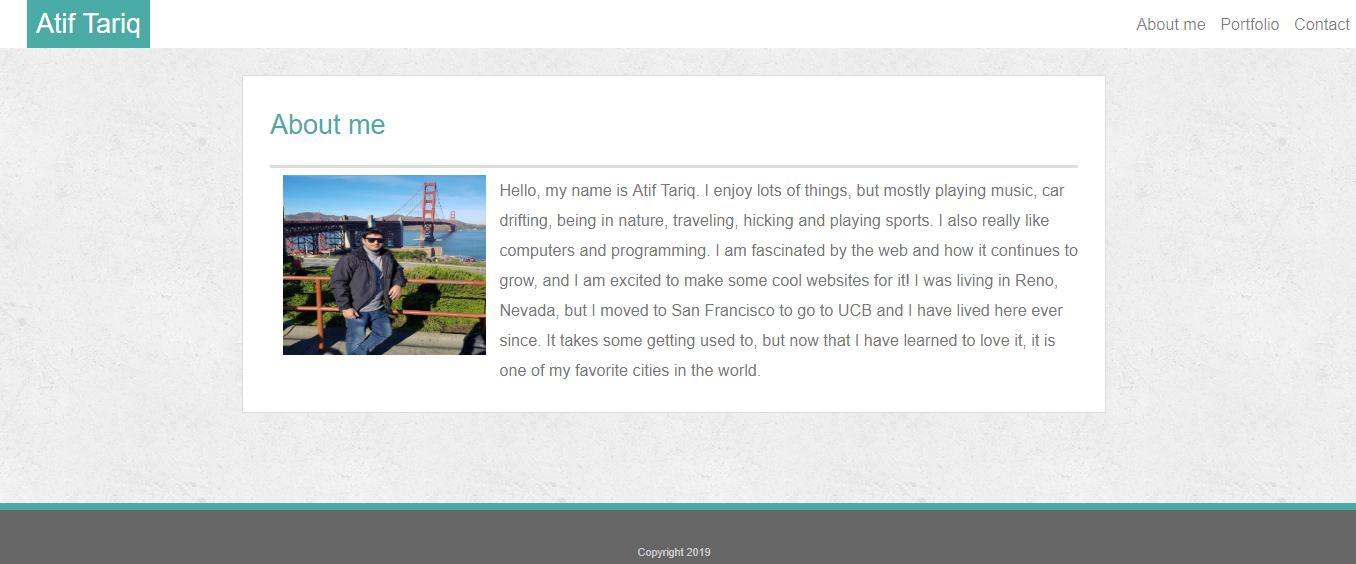 Atif Tariq
About me Portfolio Contact
About me
Hello, my name is Atif Tariq. I enjoy lots of things, but mostly playing music, car
drifting, being in nature, traveling, hicking and playing sports. I also really like
computers and programming. I am fascinated by the web and how it continues to
grow, and I am excited to make some cool websites for it! I was living in Reno,
Nevada, but I moved to San Francisco to go to UCB and I have lived here ever
since. It takes some getting used to, but now that I have learned to love it, it is
one of my favorite cities in the world.
Copyright 2019